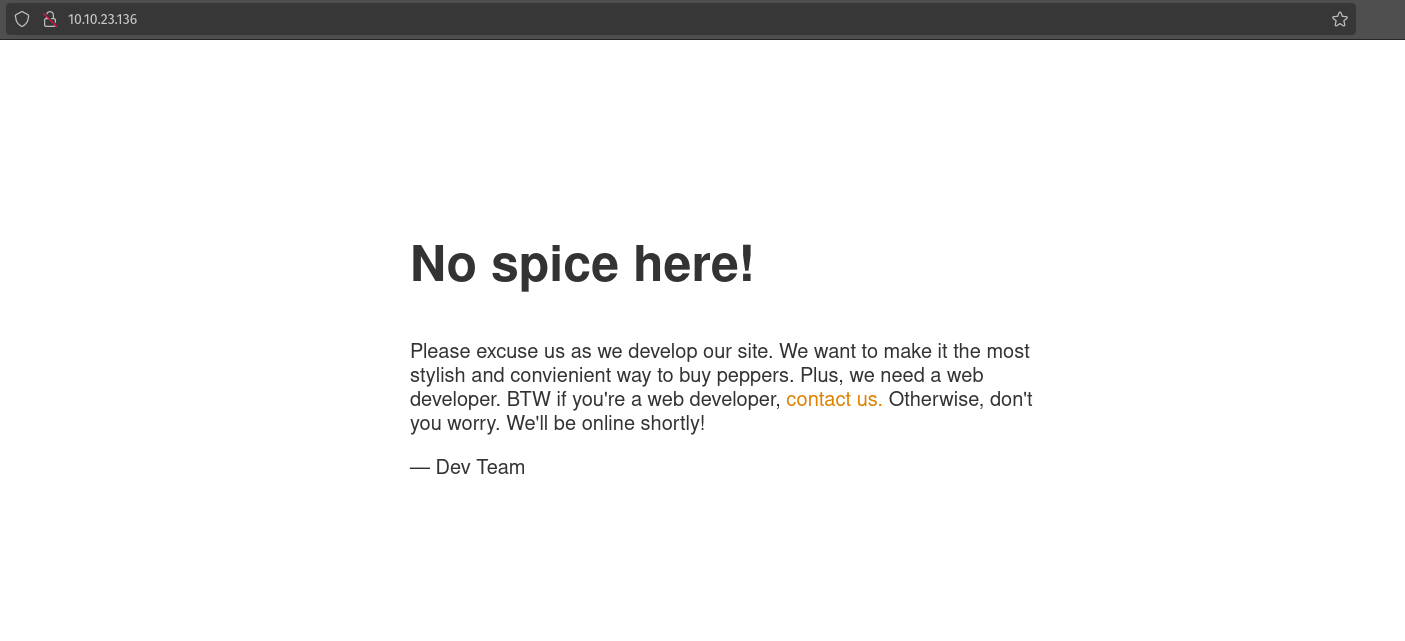 10.10.23.136
No spice here!
Please excuse us as we develop our site. We want to make it the most
stylish and convienient way to buy peppers. Plus, we need a web
developer. BTW if you're a web developer, contact us. Otherwise, don't
you worry. We'll be online shortly!
— Dev Team